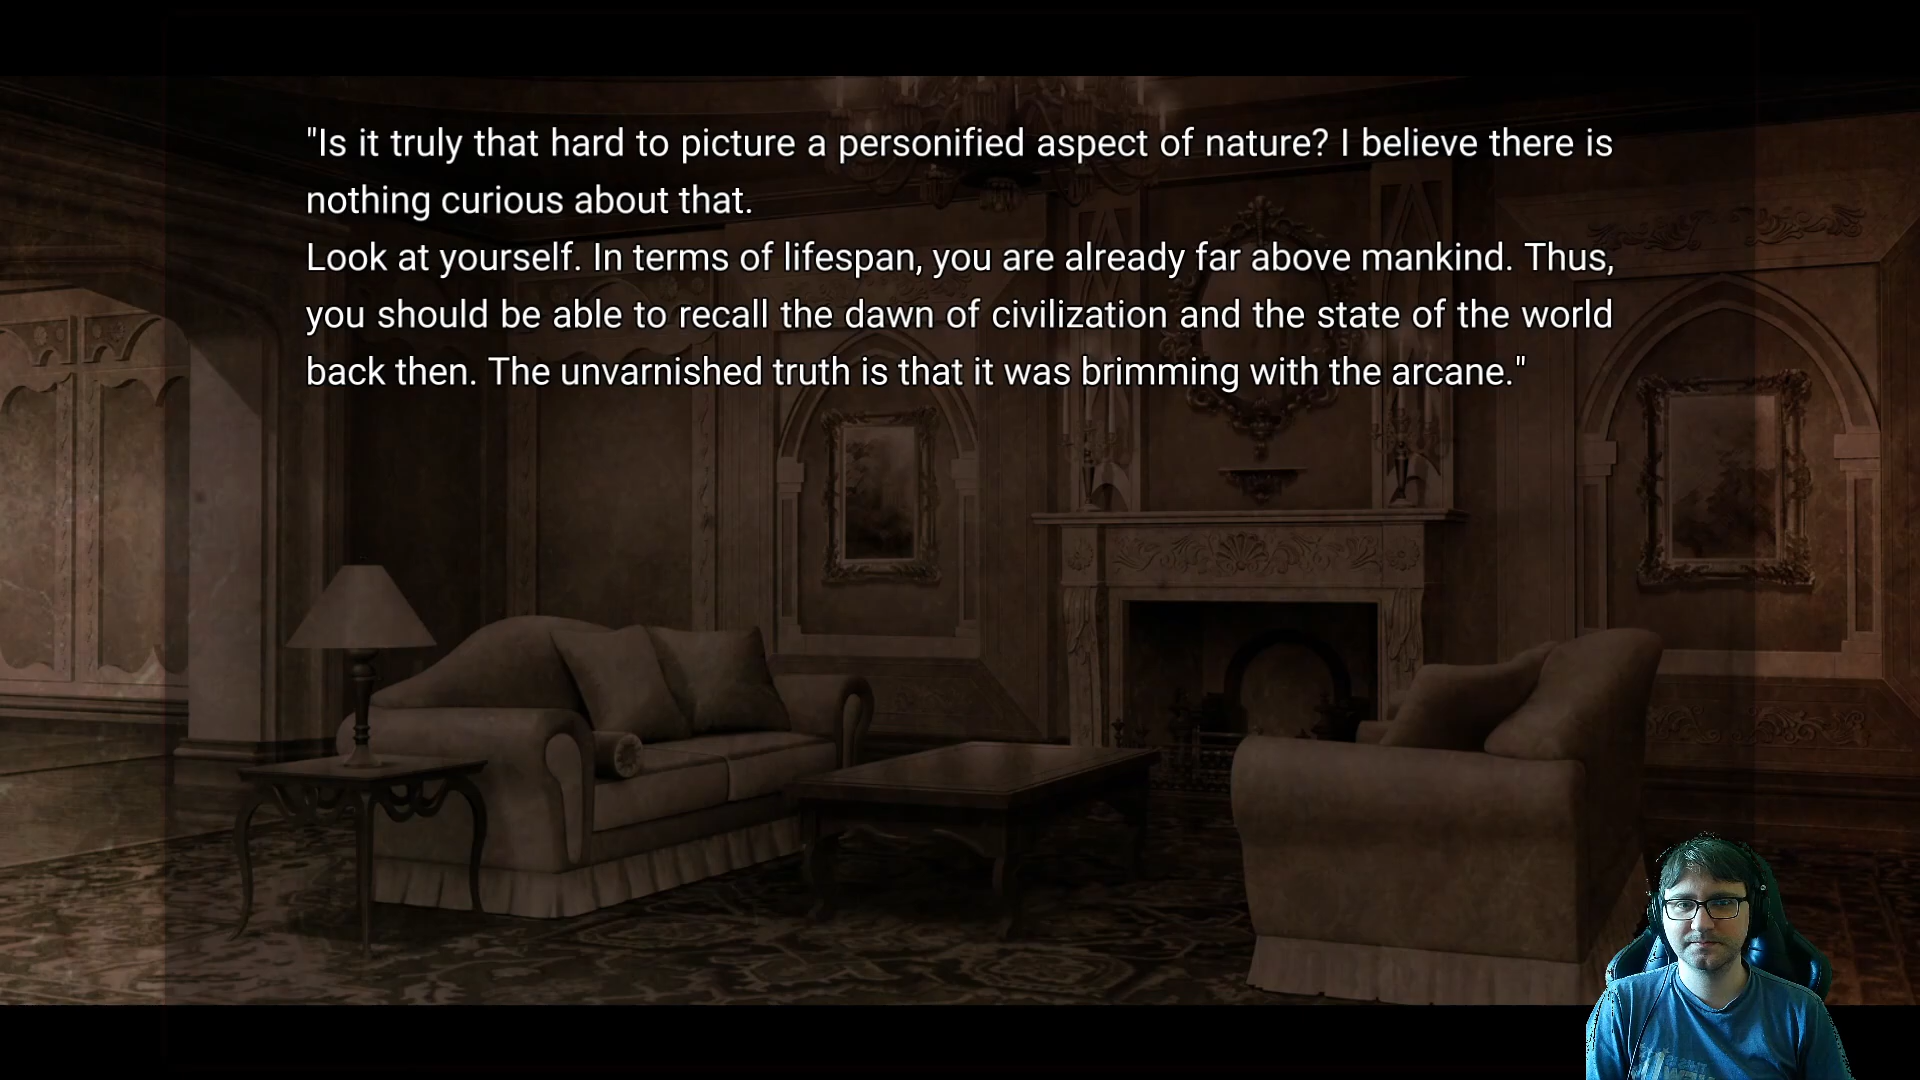 "Is it truly that hard to picture a personified aspect of nature? I believe there is
nothing curious about that.
Look at yourself. In terms of lifespan, you are already far above mankind. Thus,
you should be able to recall the dawn of civilization and the state of the world
back then. The unvarnished truth is that it was brimming with the arcane."